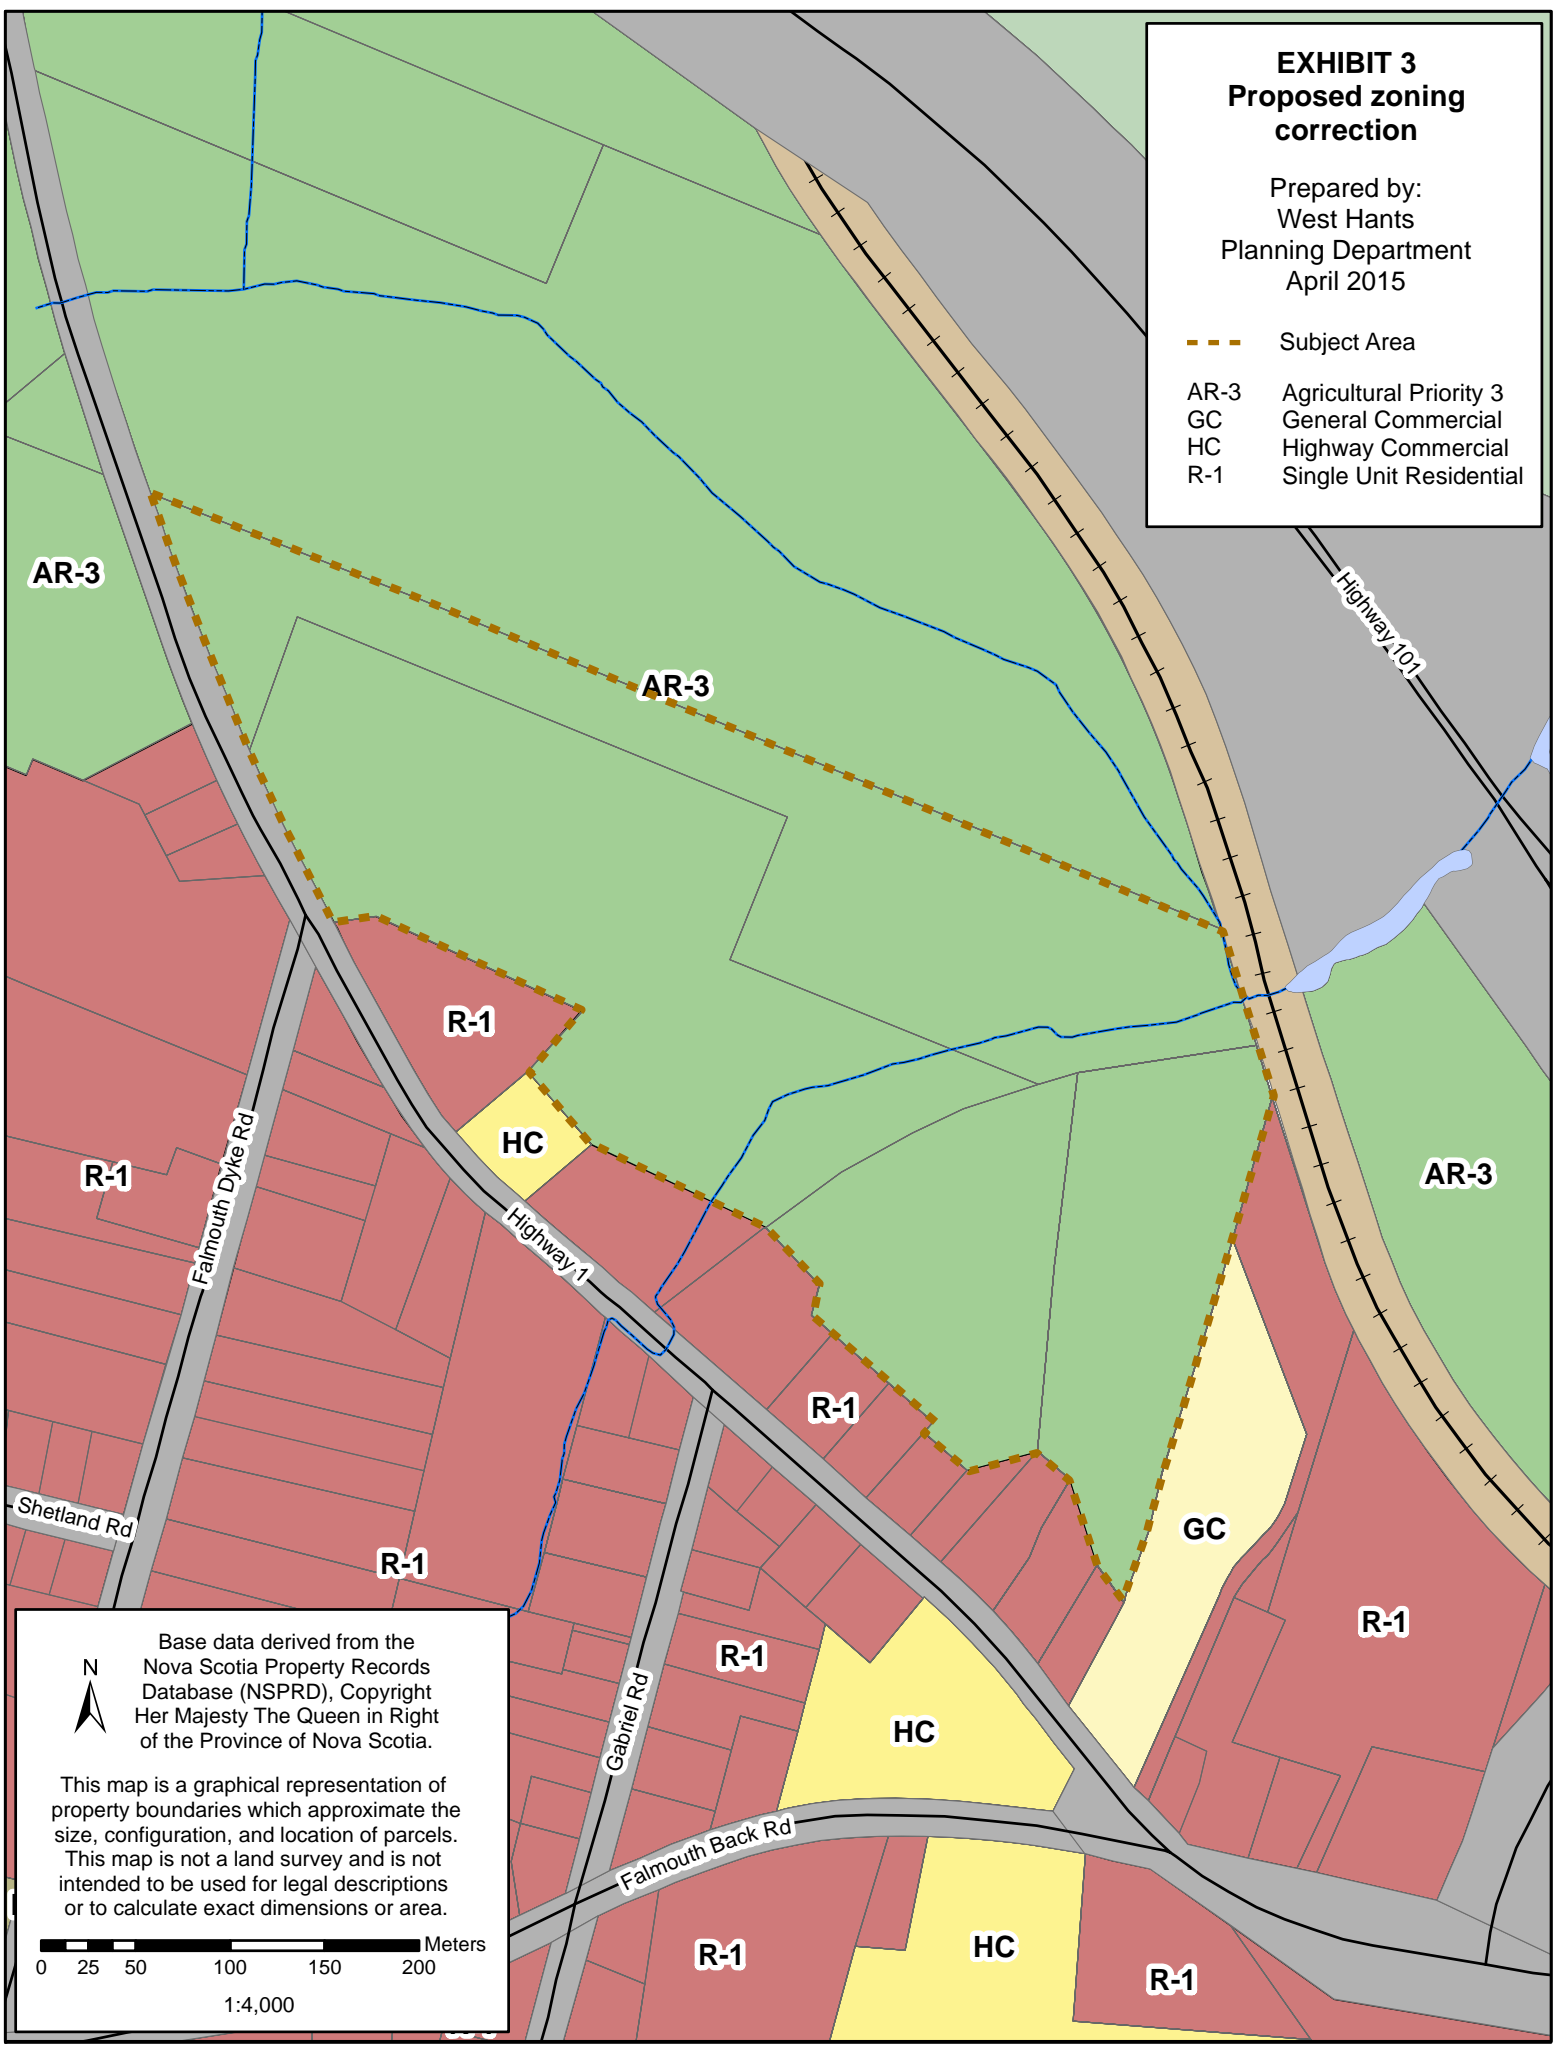 EXHIBIT 3
Proposed zoning
correction
Prepared by:
West Hants
Planning Department
April 2015
Subject Area
AR-3 Agricultural Priority 3
GC General Commercial
HC Highway Commercial
R-1 Single Unit Residential
Highway 101
AR-3
AR-3
R-1
HC
R-1
Falmouth Dyke Rd
Highway 1
AR-3
R-1
GC
Shetland Rd
R-1
R-1
R-1
Gabriel Rd
HC
Falmouth Back Rd
R-1
HC
R-1
N
Base data derived from the
Nova Scotia Property Records
Database (NSPRD), Copyright
Her Majesty The Queen in Right
of the Province of Nova Scotia.
This map is a graphical representation of
property boundaries which approximate the
size, configuration, and location of parcels.
This map is not a land survey and is not
intended to be used for legal descriptions
or to calculate exact dimensions or area.
Meters
0 25 50 100 150 200
1:4,000